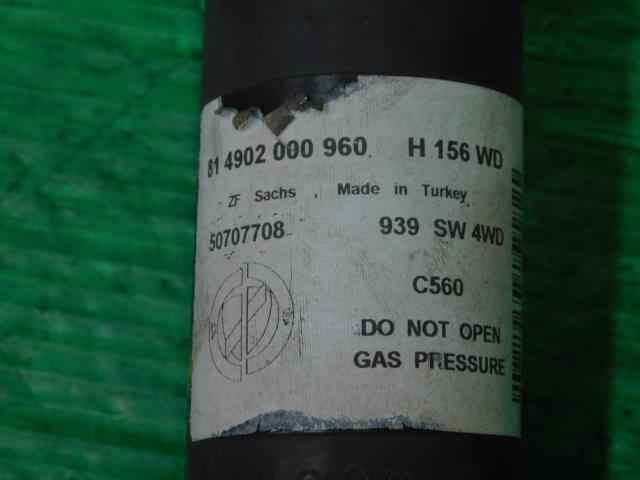 81 4902 000 960 H 156 WD
ZF Sachs , Made in Turkey
50707708 939 SW 4WD
C560
DO NOT OPEN
GAS PRESSURE